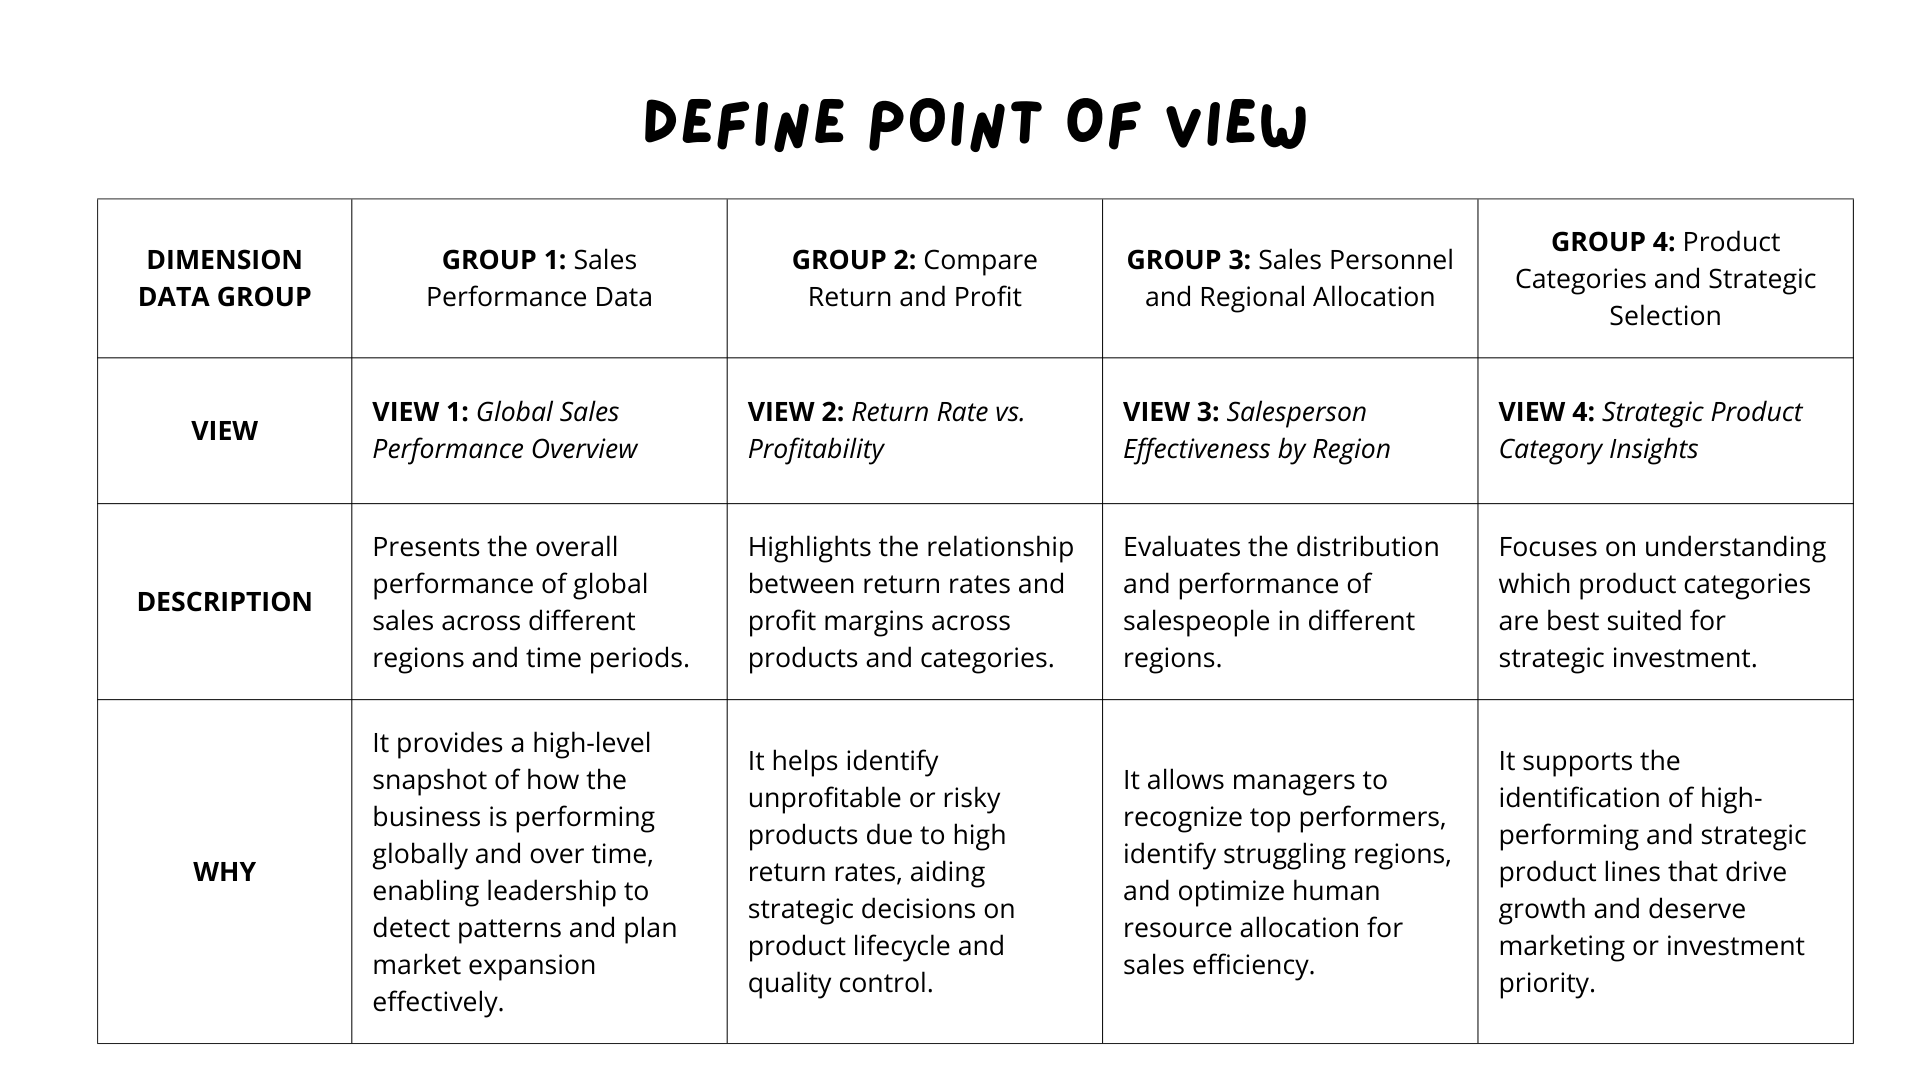 DEFINE POINT OF VIEW
DIMENSION
DATA GROUP
GROUP 1: Sales
Performance Data
GROUP 2: Compare
Return and Profit
GROUP 3: Sales Personnel
and Regional Allocation
GROUP 4: Product
Categories and Strategic
Selection
VIEW
VIEW 1: Global Sales
Performance Overview
VIEW 2: Return Rate vs.
Profitability
VIEW 3: Salesperson
Effectiveness by Region
VIEW 4: Strategic Product
Category Insights
DESCRIPTION
Presents the overall
performance of global
sales across different
regions and time periods.
Highlights the relationship
between return rates and
profit margins across
products and categories.
Evaluates the distribution
and performance of
salespeople in different
regions.
Focuses on understanding
which product categories
are best suited for
strategic investment.
WHY
It provides a high-level
snapshot of how the
business is performing
globally and over time,
enabling leadership to
detect patterns and plan
market expansion
effectively.
It helps identify
unprofitable or risky
products due to high
return rates, aiding
strategic decisions on
product lifecycle and
quality control.
It allows managers to
recognize top performers,
identify struggling regions,
and optimize human
resource allocation for
sales efficiency.
It supports the
identification of high-
performing and strategic
product lines that drive
growth and deserve
marketing or investment
priority.